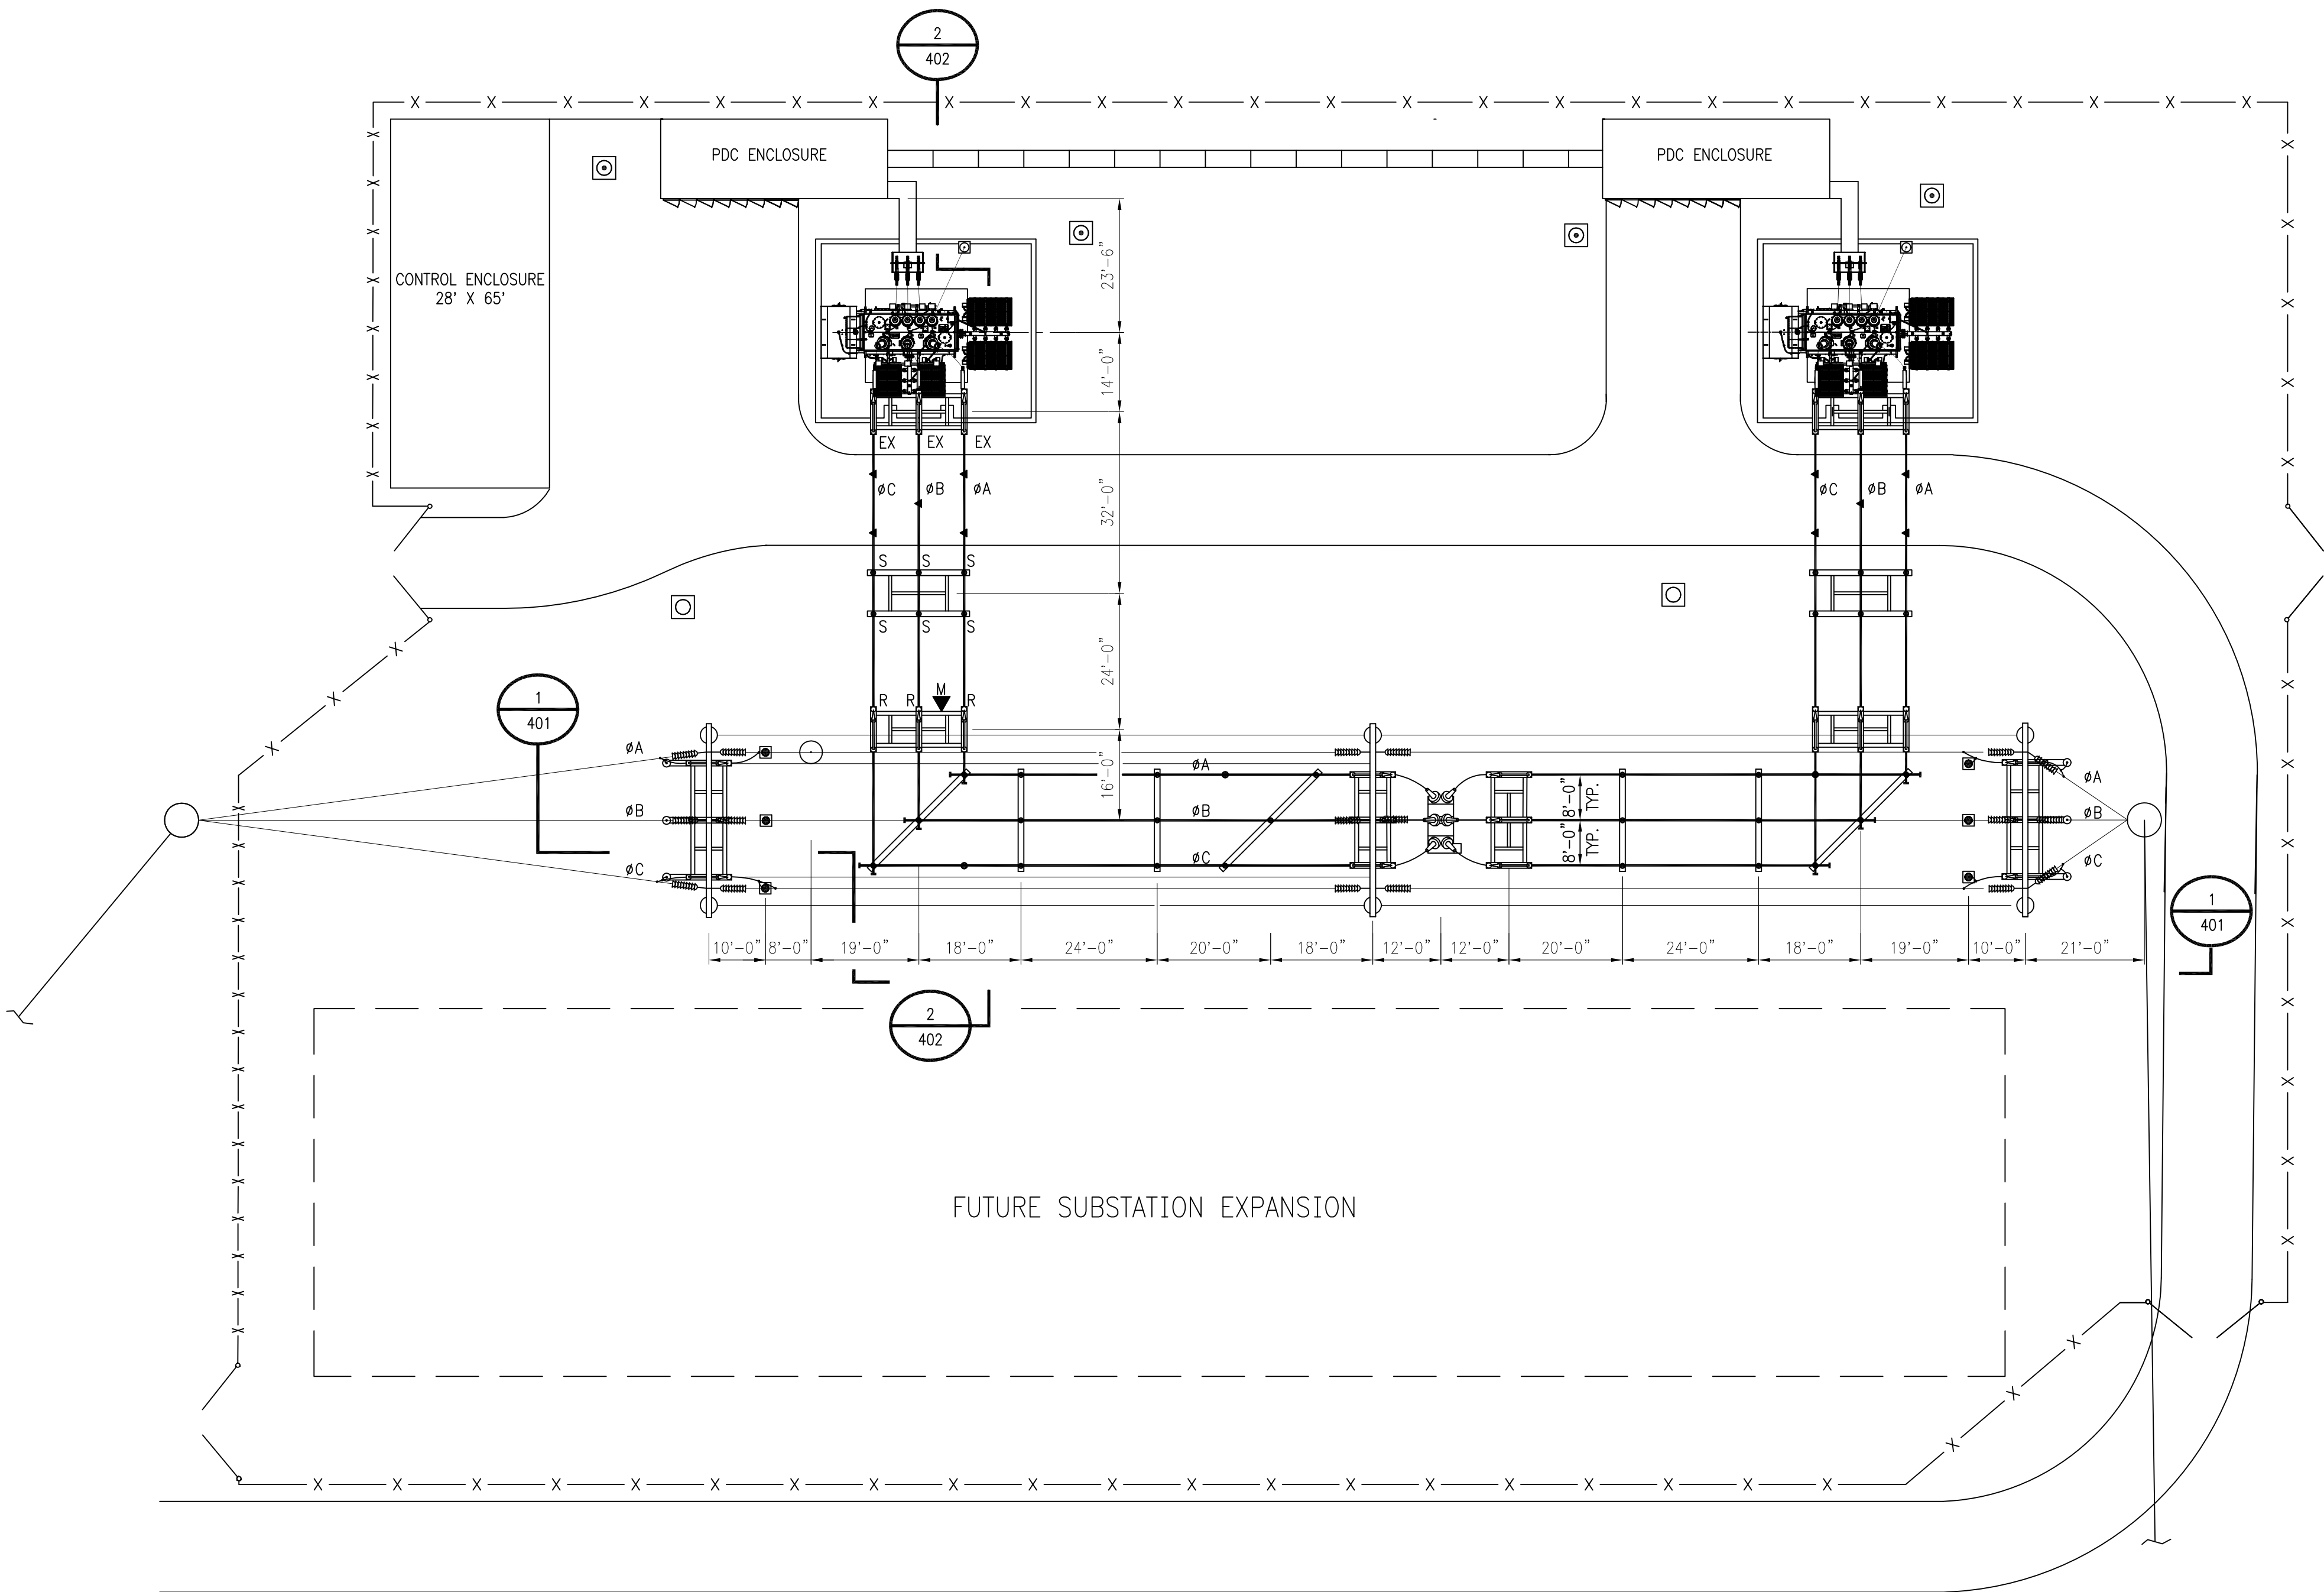 2
402
X X X X X X X X X X X X X X X X X X X X X X X X X
PDC ENCLOSURE
PDC ENCLOSURE
CONTROL ENCLOSURE
28' X 65'
23'-6"
14'-0"
EX EX EX
øC øB øA
øC øB øA
32'-0"
S S S
S S S
24'-0"
R R M R
1
401
16'-0"
øA
øB
øC
øA
øB
øC
8'-0"
TYP.
8'-0"
TYP.
øA
øB
øC
1
401
10'-0" 8'-0" 19'-0" 18'-0" 24'-0" 20'-0" 18'-0" 12'-0" 12'-0" 20'-0" 24'-0" 18'-0" 19'-0" 10'-0" 21'-0"
2
402
FUTURE SUBSTATION EXPANSION
X X X X X X X X X X X X X X X X X X X X